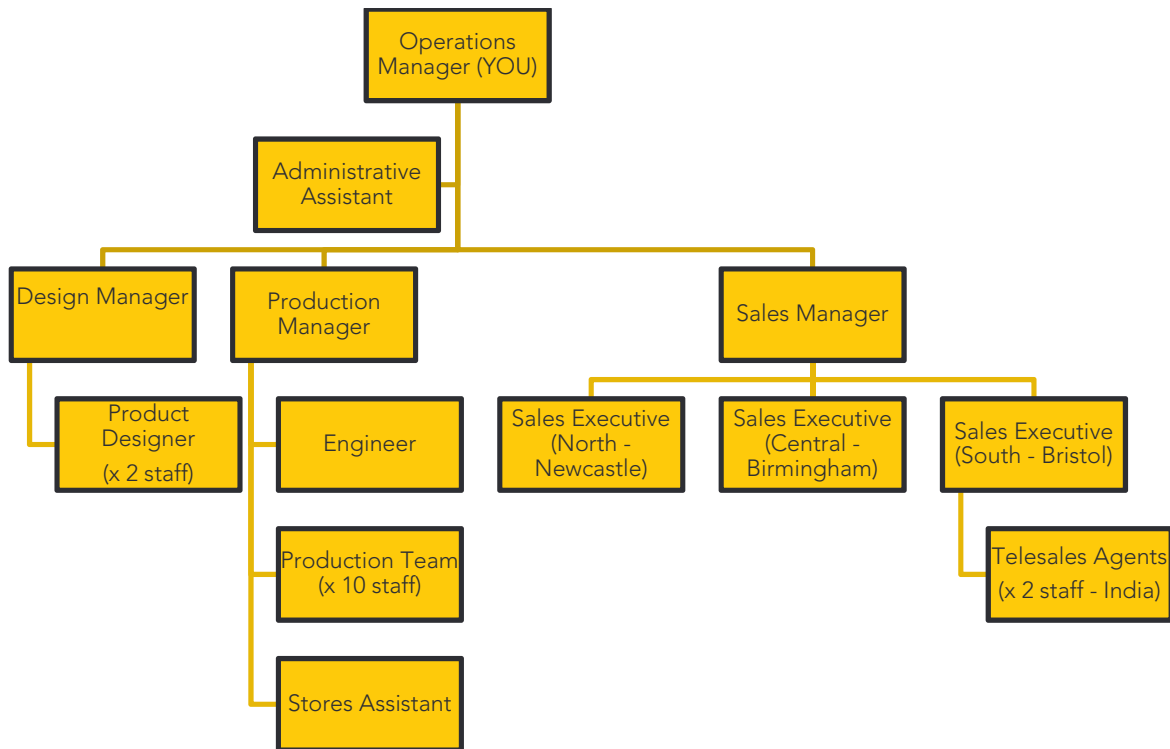 Operations
Manager (YOU)
Administrative
Assistant
Design Manager
Production
Manager
Sales Manager
Product
Designer
(x 2 staff)
Engineer
Sales Executive
(North -
Newcastle)
Sales Executive
(Central -
Birmingham)
Sales Executive
(South - Bristol)
Production Team
(x 10 staff)
Telesales Agents
(x 2 staff - India)
Stores Assistant